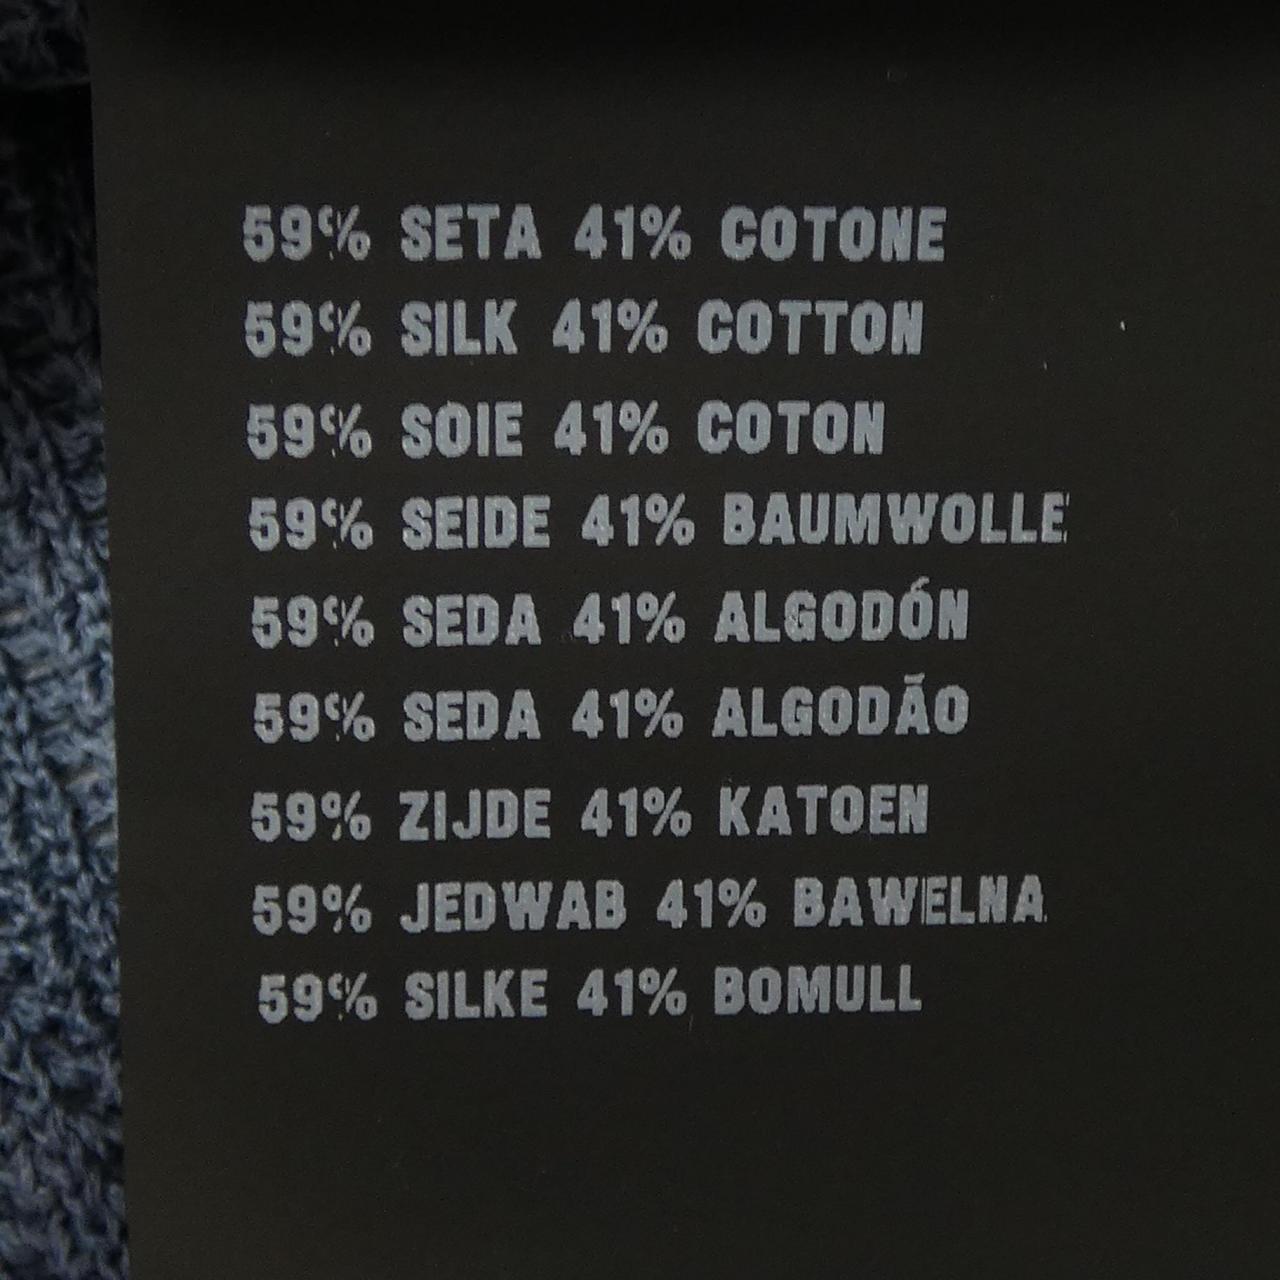 59% SETA 41% COTONE
59% SILK 41% COTTON
59% SOIE 41% COTON
59% SEIDE 41% BAUMWOLLE
59% SEDA 41% ALGODÓN
59% SEDA 41% ALGODÃO
59% ZIJDE 41% KATOEN
59% JEDWAB 41% BAWELNA
59% SILKE 41% BOMULL